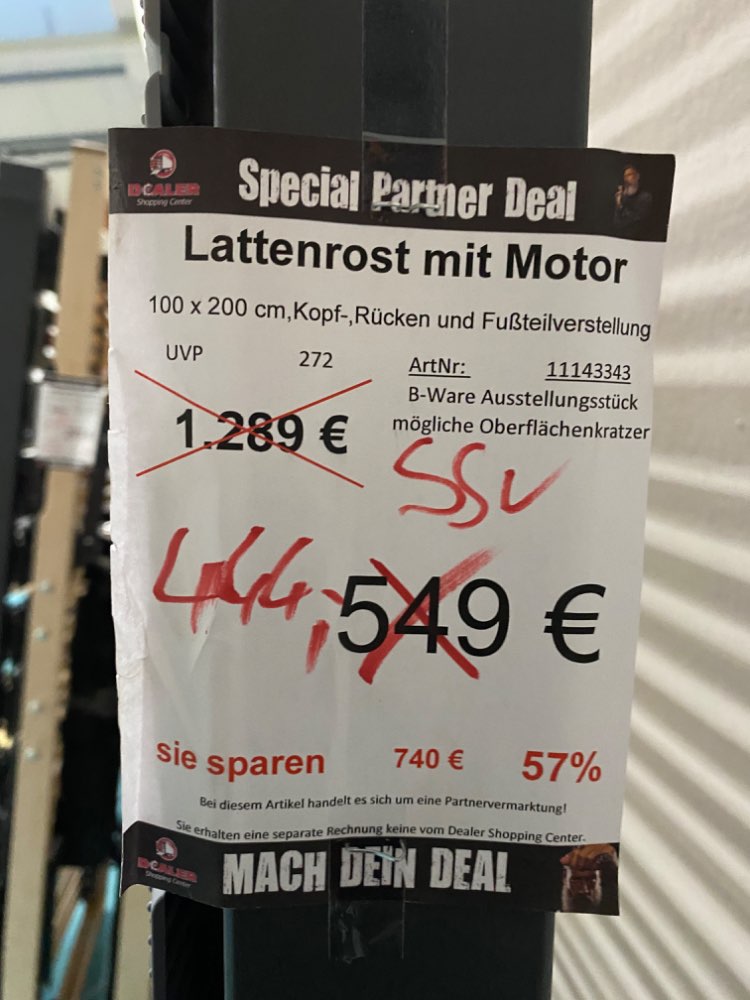 DEALER
Shopping Center
Special Partner Deal
Lattenrost mit Motor
100 x 200 cm,Kopf-,Rücken und Fußteilverstellung
UVP 272 ArtNr: 11143343
B-Ware Ausstellungsstück
1.289 € mögliche Oberflächenkratzer
SSV
444,- 549 €
sie sparen 740 € 57%
Bei diesem Artikel handelt es sich um eine Partnervermarktung!
Sie erhalten eine separate Rechnung keine vom Dealer Shopping Center.
DEALER
Shopping Center
MACH DEIN DEAL